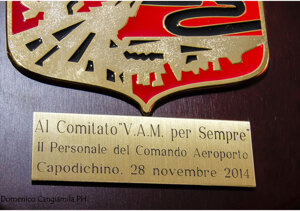 Al Comitato "V.A.M. per Sempre"
Il Personale del Comando Aeroporto
Capodichino, 28 novembre 2014
Domenico Cangiamila PH